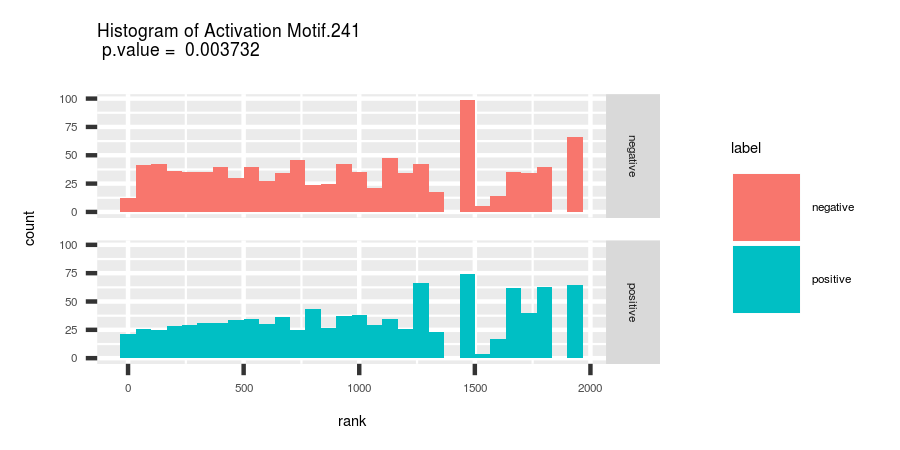 Histogram of Activation Motif.241
p.value =  0.003732
100
75
50
25
0
negative
100
75
50
25
0
positive
count
0
500
1000
1500
2000
rank
label
negative
positive